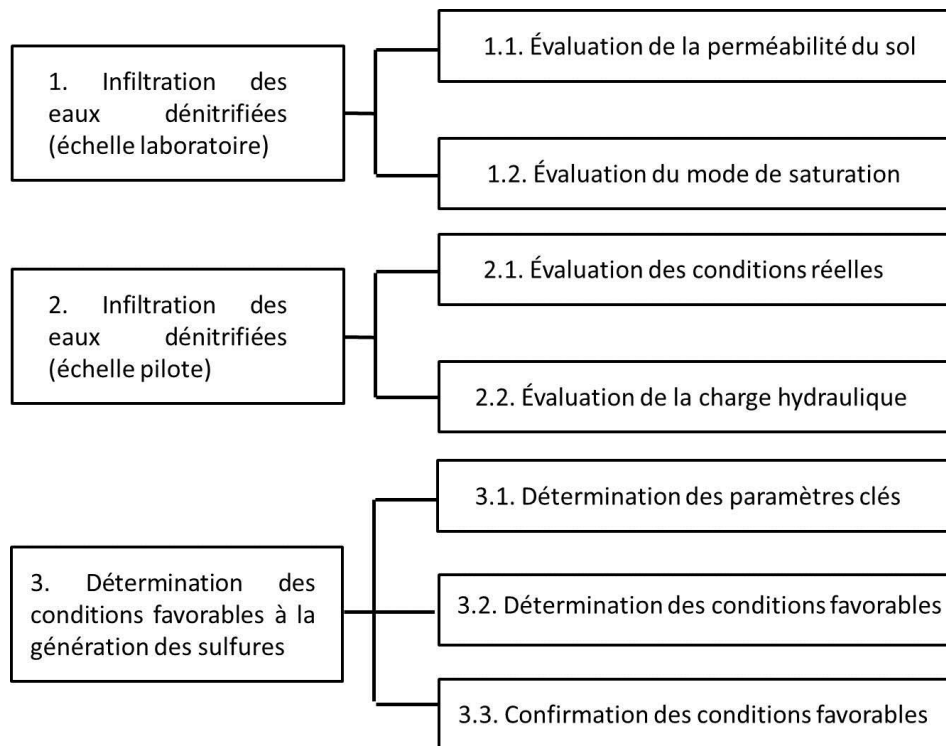 1. Infiltration des
eaux dénitrifiées
(échelle laboratoire)
1.1. Évaluation de la perméabilité du sol
1.2. Évaluation du mode de saturation
2. Infiltration des
eaux dénitrifiées
(échelle pilote)
2.1. Évaluation des conditions réelles
2.2. Évaluation de la charge hydraulique
3. Détermination des
conditions favorables à la
génération des sulfures
3.1. Détermination des paramètres clés
3.2. Détermination des conditions favorables
3.3. Confirmation des conditions favorables